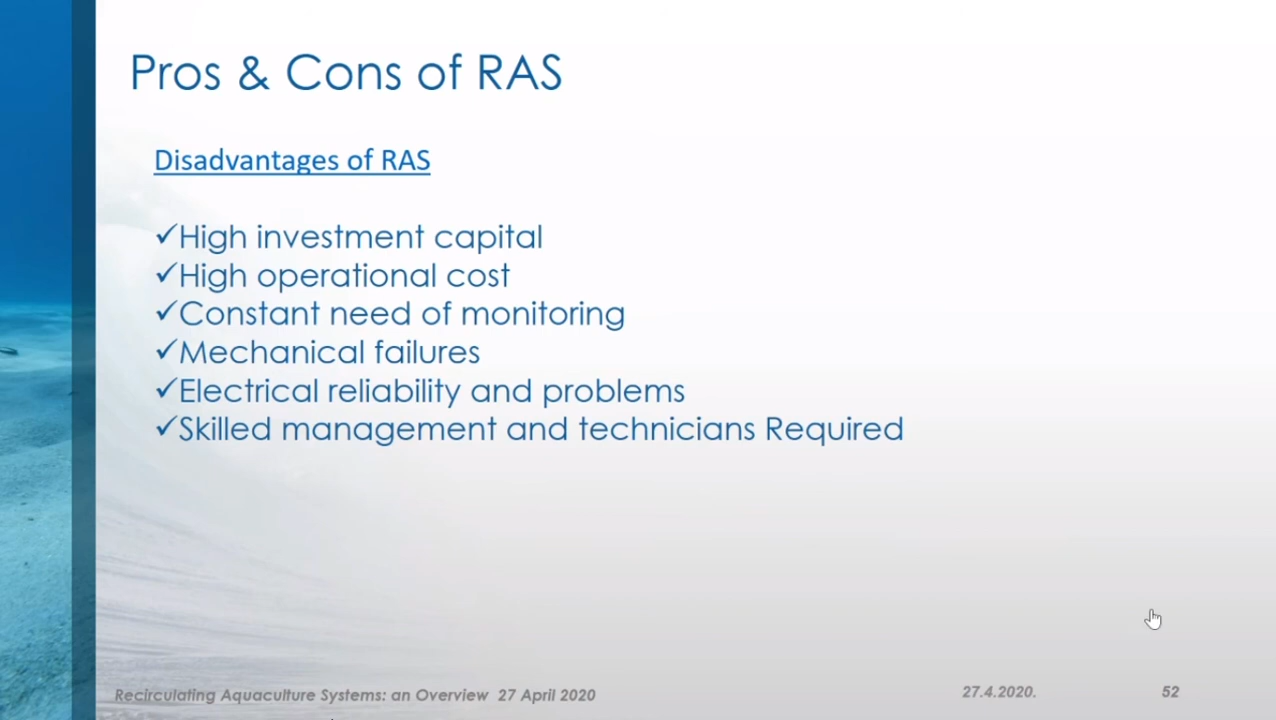 Pros & Cons of RAS
Disadvantages of RAS
✓High investment capital
✓High operational cost
✓Constant need of monitoring
✓Mechanical failures
✓Electrical reliability and problems
✓Skilled management and technicians Required
Recirculating Aquaculture Systems: an Overview 27 April 2020
27.4.2020.
52